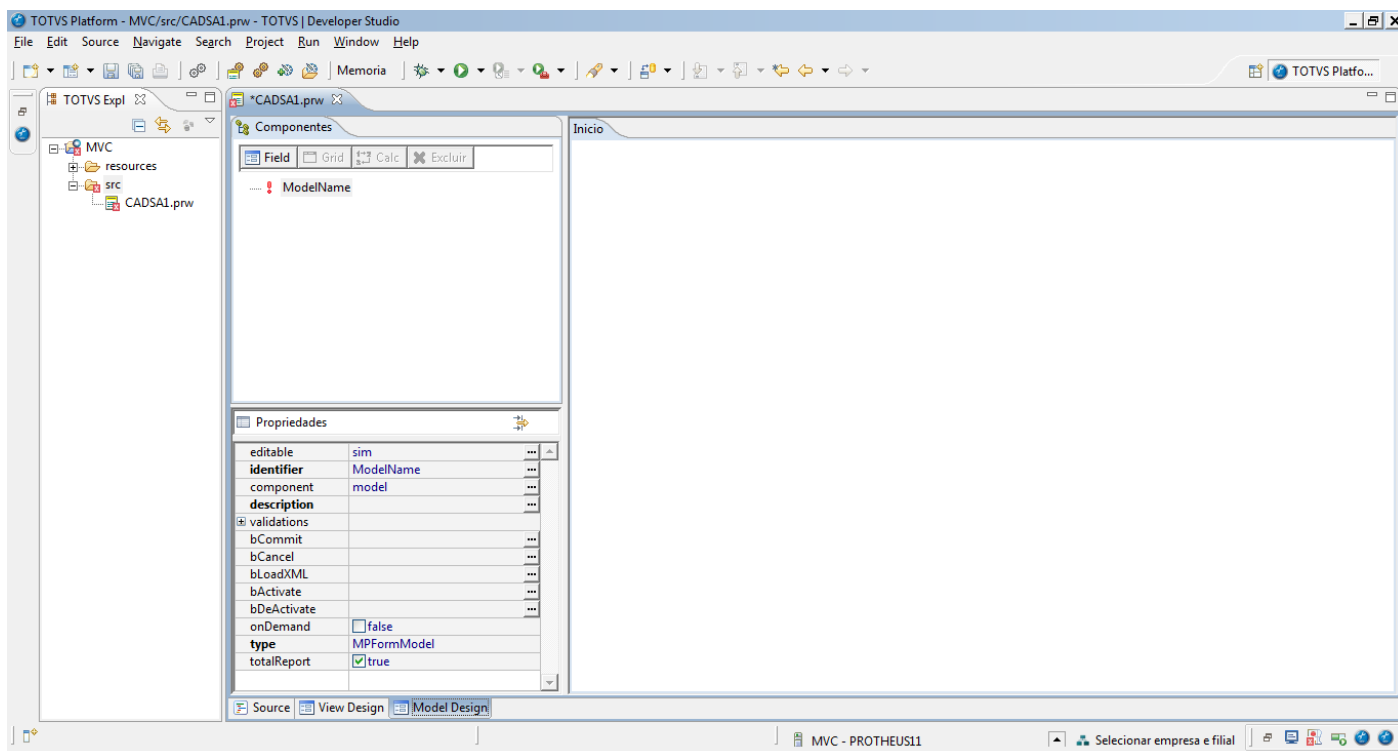 TOTVS Platform - MVC/src/CADSA1.prw - TOTVS | Developer Studio
File Edit Source Navigate Search Project Run Window Help
Memoria
TOTVS Platfo...
TOTVS Expl
*CADSA1.prw
Componentes
Inicio
MVC
resources
src
CADSA1.prw
Field Grid Calc Excluir
ModelName
Propriedades
editable sim
identifier ModelName
component model
description
validations
bCommit
bCancel
bLoadXML
bActivate
bDeActivate
onDemand false
type MPFormModel
totalReport true
Source View Design Model Design
MVC - PROTHEUS11
Selecionar empresa e filial